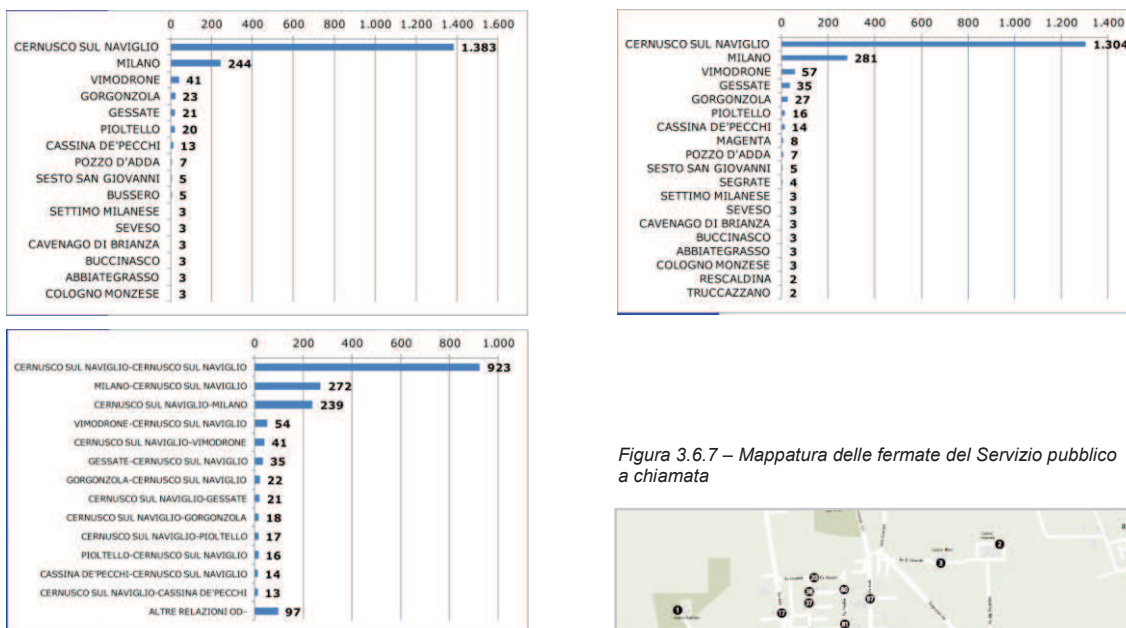 0 200 400 600 800 1.000 1.200 1.400 1.600
CERNUSCO SUL NAVIGLIO 1.383
MILANO 244
VIMODRONE 41
GORGONZOLA 23
GESSATE 21
PIOLTELLO 20
CASSINA DE'PECCHI 13
POZZO D'ADDA 7
SESTO SAN GIOVANNI 5
BUSSERO 5
SETTIMO MILANESE 3
SEVESO 3
CAVENAGO DI BRIANZA 3
BUCCINASCO 3
ABBIATEGRASSO 3
COLOGNO MONZESE 3
0 200 400 600 800 1.000 1.200 1.400
CERNUSCO SUL NAVIGLIO 1.304
MILANO 281
VIMODRONE 57
GESSATE 35
GORGONZOLA 27
PIOLTELLO 16
CASSINA DE'PECCHI 14
MAGENTA 8
POZZO D'ADDA 7
SESTO SAN GIOVANNI 5
SEGRATE 4
SETTIMO MILANESE 3
SEVESO 3
CAVENAGO DI BRIANZA 3
BUCCINASCO 3
ABBIATEGRASSO 3
COLOGNO MONZESE 3
RESCALDINA 2
TRUCCAZZANO 2
0 200 400 600 800 1.000
CERNUSCO SUL NAVIGLIO-CERNUSCO SUL NAVIGLIO 923
MILANO-CERNUSCO SUL NAVIGLIO 272
CERNUSCO SUL NAVIGLIO-MILANO 239
VIMODRONE-CERNUSCO SUL NAVIGLIO 54
CERNUSCO SUL NAVIGLIO-VIMODRONE 41
GESSATE-CERNUSCO SUL NAVIGLIO 35
GORGONZOLA-CERNUSCO SUL NAVIGLIO 22
CERNUSCO SUL NAVIGLIO-GESSATE 21
CERNUSCO SUL NAVIGLIO-GORGONZOLA 18
CERNUSCO SUL NAVIGLIO-PIOLTELLO 17
PIOLTELLO-CERNUSCO SUL NAVIGLIO 16
CASSINA DE'PECCHI-CERNUSCO SUL NAVIGLIO 14
CERNUSCO SUL NAVIGLIO-CASSINA DE'PECCHI 13
ALTRE RELAZIONI OD- 97
Figura 3.6.7 – Mappatura delle fermate del Servizio pubblico
a chiamata
2
3
1
17
37